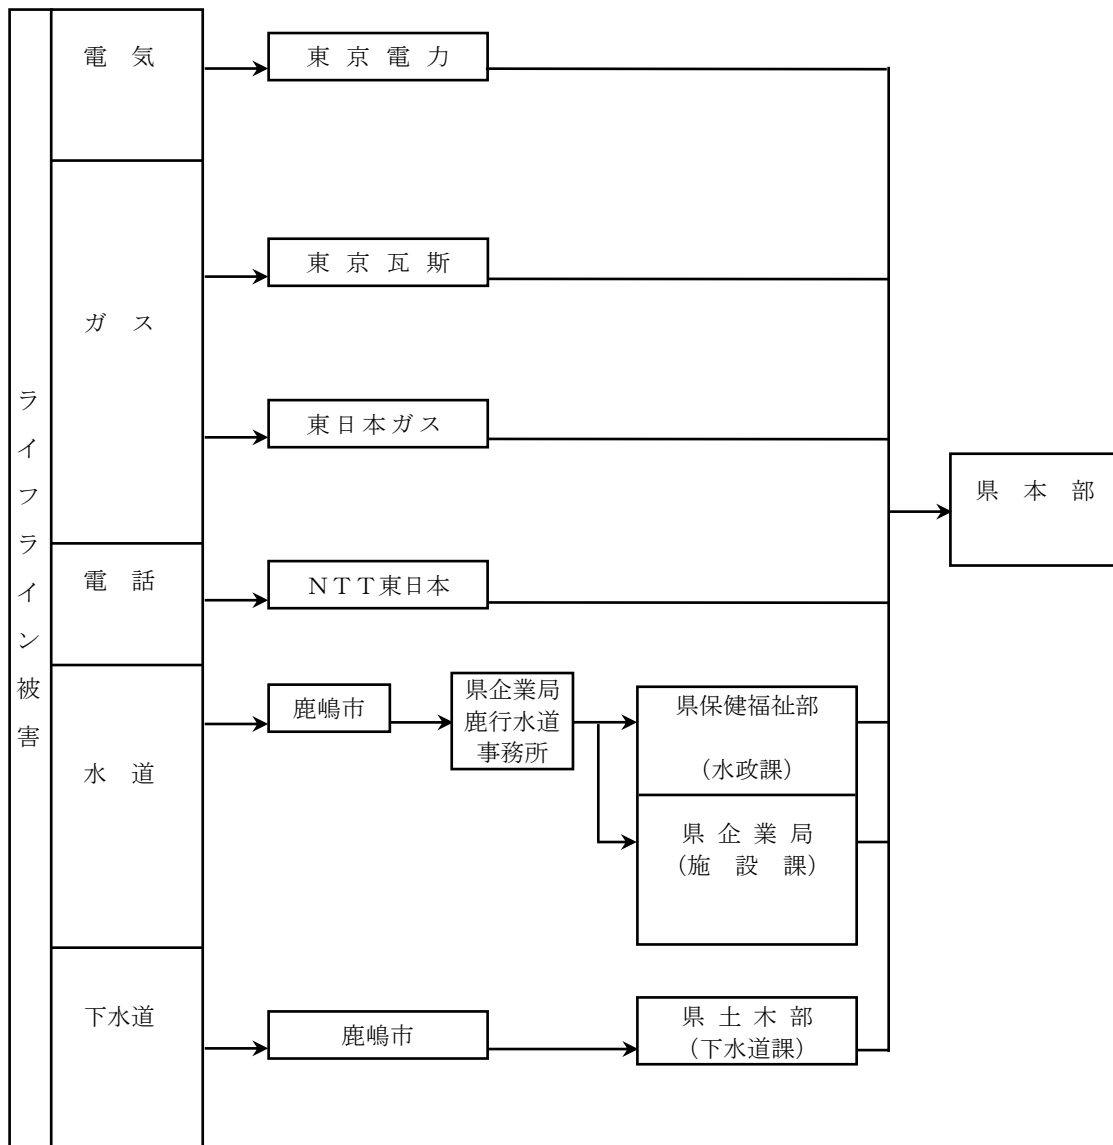 ライフライン被害
電　気
東 京 電 力
ガ　ス
東 京 瓦 斯
東日本ガス
県　本　部
電　話
ＮＴＴ東日本
水　道
鹿嶋市
県企業局
鹿行水道
事務所
県保健福祉部
（水政課）
県 企 業 局
（施　設　課）
下水道
鹿嶋市
県 土 木 部
（下水道課）